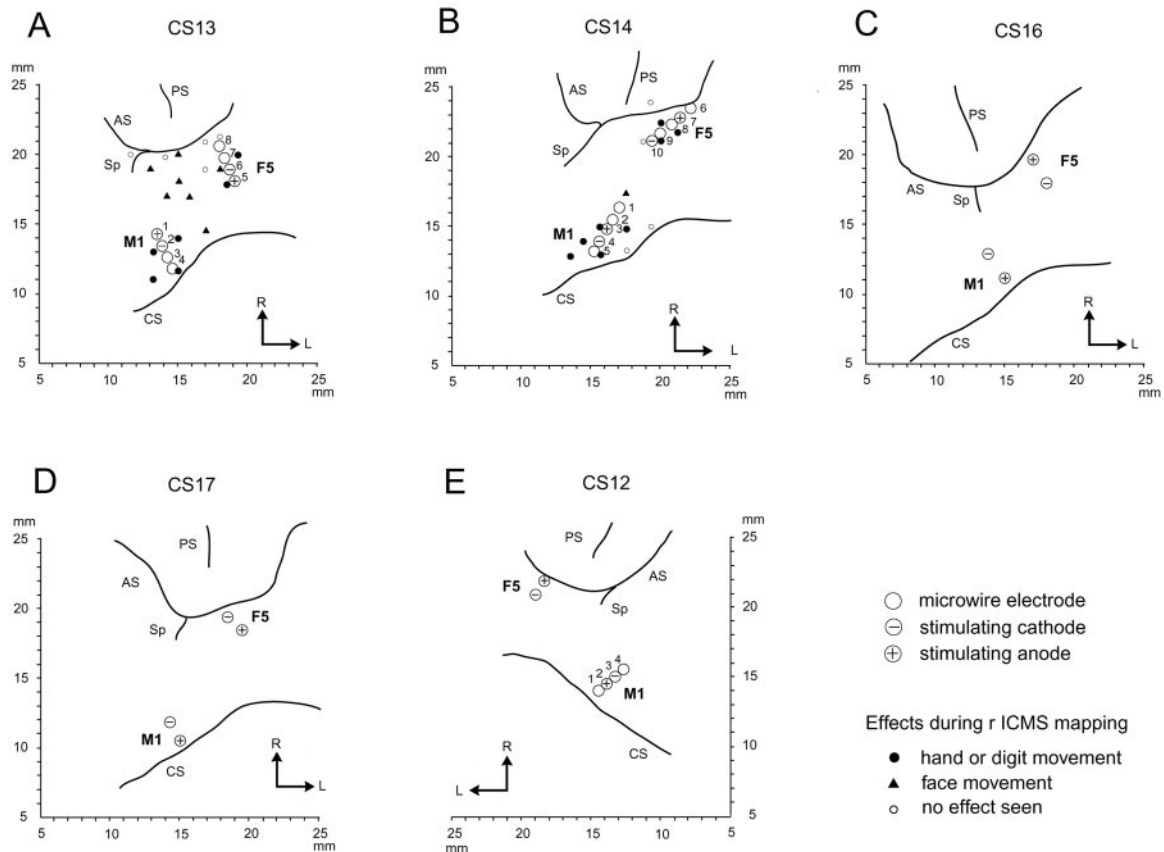 A
CS13
mm
25
20
15
10
5
5
10
15
20
25
mm
PS
AS
Sp
8
7
6
5
F5
1
2
3
4
M1
CS
R
L
B
CS14
mm
25
20
15
10
5
5
10
15
20
25
mm
PS
AS
Sp
6
7
8
9
10
F5
1
2
3
4
5
M1
CS
R
L
C
CS16
mm
25
20
15
10
5
5
10
15
20
25
mm
PS
AS
Sp
F5
M1
CS
R
L
D
CS17
mm
25
20
15
10
5
5
10
15
20
25
mm
PS
AS
Sp
F5
M1
CS
R
L
E
CS12
mm
25
20
15
10
5
25
20
15
10
5
mm
PS
AS
Sp
F5
1
2
3
4
M1
CS
R
L
microwire electrode
stimulating cathode
stimulating anode
Effects during r ICMS mapping
hand or digit movement
face movement
no effect seen